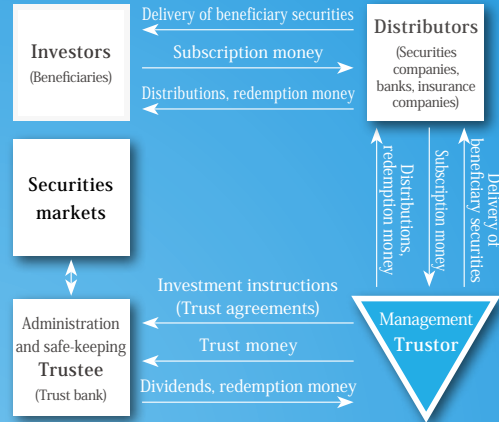 Delivery of beneficiary securities
Investors
(Beneficiaries)
Subscription money
Distributions, redemption money
Distributors
(Securities
companies,
banks, insurance
companies)
Securities
markets
Distributions,
redemption money
Subscription money
Delivery of
beneficiary securities
Investment instructions
(Trust agreements)
Trust money
Dividends, redemption money
Administration
and safe-keeping
Trustee
(Trust bank)
Management
Trustor